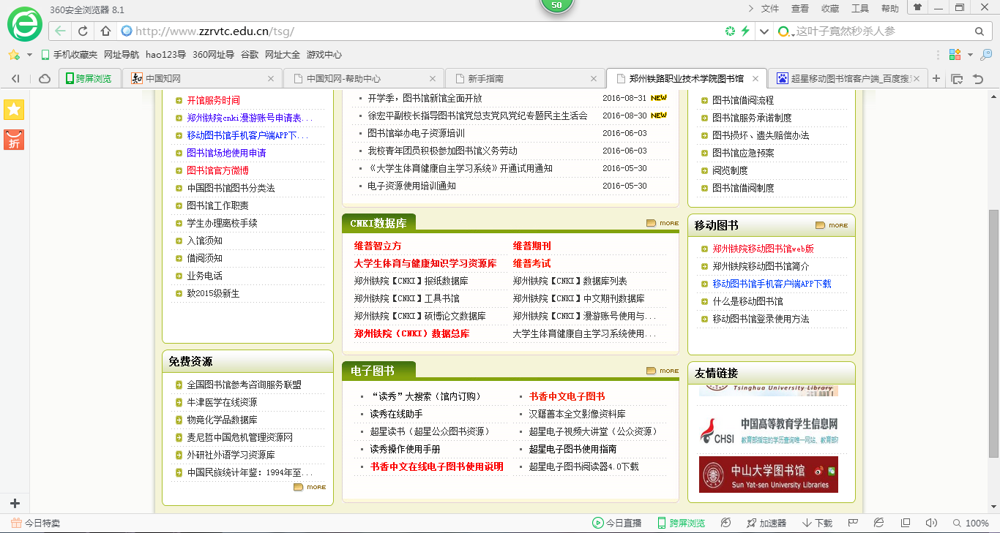 360安全浏览器 8.1
50
文件 查看 收藏 工具 帮助
http://www.zzrvtc.edu.cn/tsg/
这叶子竟然秒杀人参
手机收藏夹 网址导航 hao123导 360网址导 谷歌 网址大全 游戏中心
跨屏浏览 中国知网 中国知网-帮助中心 新手指南 郑州铁路职业技术学院图书馆 超星移动图书馆客户端_百度搜
折
开馆服务时间
郑州铁院cnki漫游账号申请表...
移动图书馆手机客户端APP下...
图书馆场地使用申请
图书馆官方微博
中国图书馆图书分类法
图书馆工作职责
学生办理离校手续
入馆须知
借阅须知
业务电话
致2015级新生
免费资源
全国图书馆参考咨询服务联盟
牛津医学在线资源
物竟化学品数据库
麦尼哲中国危机管理资源网
外研社外语学习资源库
中国民族统计年鉴：1994年至...
MORE
开学季，图书馆新馆全面开放 2016-08-31 NEW
徐宏平副校长指导图书馆党总支党风党纪专题民主生活会 2016-08-30 NEW
图书馆举办电子资源培训 2016-06-03
我校青年团员积极参加图书馆义务劳动 2016-06-03
《大学生体育健康自主学习系统》开通试用通知 2016-05-30
电子资源使用培训通知 2016-05-30
CNKI数据库 MORE
维普智立方 维普期刊
大学生体育与健康知识学习资源库 维普考试
郑州铁院【CNKI】报纸数据库 郑州铁院【CNKI】数据库列表
郑州铁院【CNKI】工具书馆 郑州铁院【CNKI】中文期刊数据库
郑州铁院【CNKI】硕博论文数据库 郑州铁院【CNKI】漫游账号使用与...
郑州铁院（CNKI）数据总库 大学生体育健康自主学习系统使用...
电子图书 MORE
“读秀”大搜索（馆内订购） 书香中文电子图书
读秀在线助手 汉籍善本全文影像资料库
超星读书（超星公众图书资源） 超星电子视频大讲堂（公众资源）
读秀操作使用手册 超星电子图书使用指南
书香中文在线电子图书使用说明 超星电子图书阅读器4.0下载
图书馆借阅流程
图书馆服务承诺制度
图书损坏、遗失赔偿办法
图书馆应急预案
阅览制度
图书馆借阅制度
移动图书 MORE
郑州铁院移动图书馆web版
郑州铁院移动图书馆简介
移动图书馆手机客户端APP下载
什么是移动图书馆
移动图书馆登录使用方法
友情链接
Tsinghua University Library
中国高等教育学生信息网
CHSI 教育部指定的学历查询唯一网站、教育部
中山大学图书馆
Sun Yat-sen University Libraries
今日特卖 今日直播 跨屏浏览 加速器 下载 100%